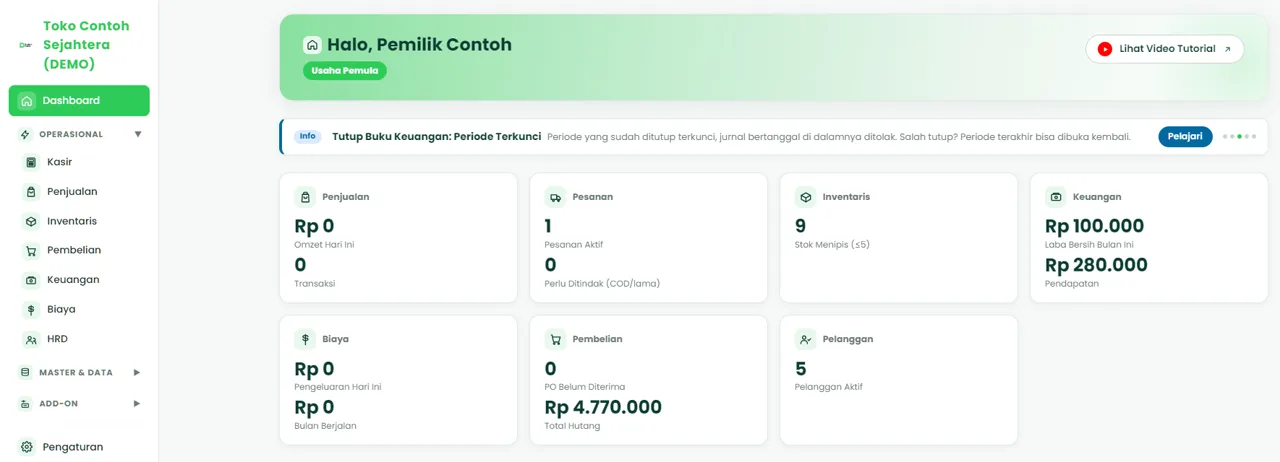 Toko Contoh
Sejahtera
(DEMO)
Dashboard
OPERASIONAL
Kasir
Penjualan
Inventaris
Pembelian
Keuangan
Biaya
HRD
MASTER & DATA
ADD-ON
Pengaturan
Halo, Pemilik Contoh
Usaha Pemula
Lihat Video Tutorial
Info Tutup Buku Keuangan: Periode Terkunci Periode yang sudah ditutup terkunci, jurnal bertanggal di dalamnya ditolak. Salah tutup? Periode terakhir bisa dibuka kembali. Pelajari
Penjualan
Rp 0
Omzet Hari Ini
0
Transaksi
Pesanan
1
Pesanan Aktif
0
Perlu Ditindak (COD/lama)
Inventaris
9
Stok Menipis (≤5)
Keuangan
Rp 100.000
Laba Bersih Bulan Ini
Rp 280.000
Pendapatan
Biaya
Rp 0
Pengeluaran Hari Ini
Rp 0
Bulan Berjalan
Pembelian
0
PO Belum Diterima
Rp 4.770.000
Total Hutang
Pelanggan
5
Pelanggan Aktif